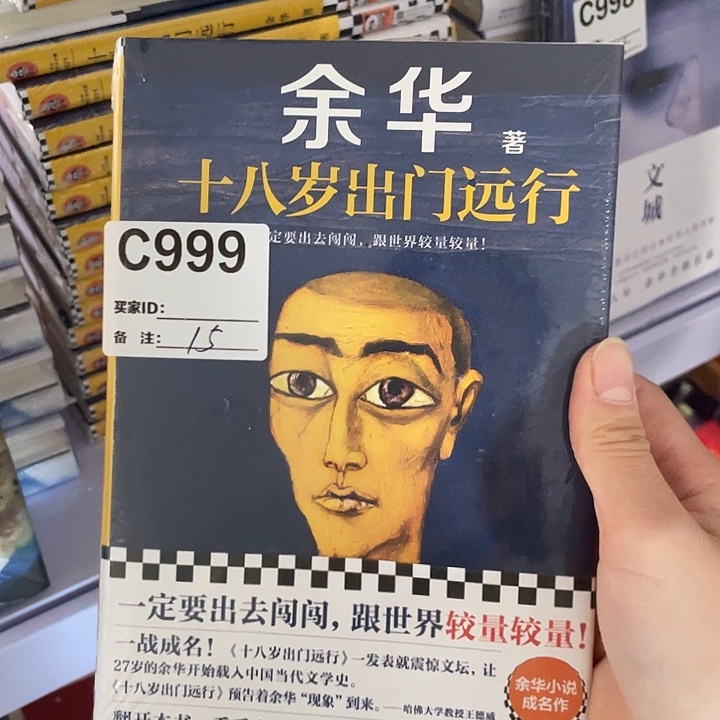 C998
余华 著
十八岁出门远行
定要出去闯闯，跟世界较量较量！
C999
买家ID：
备 注： 15
文城
一定要出去闯闯，跟世界较量较量！
一战成名！《十八岁出门远行》一发表就震惊文坛，让
27岁的余华开始载入中国当代文学史。
《十八岁出门远行》预告着余华“现象”到来。——哈佛大学教授王德威
余华小说
成名作
翻开本书，